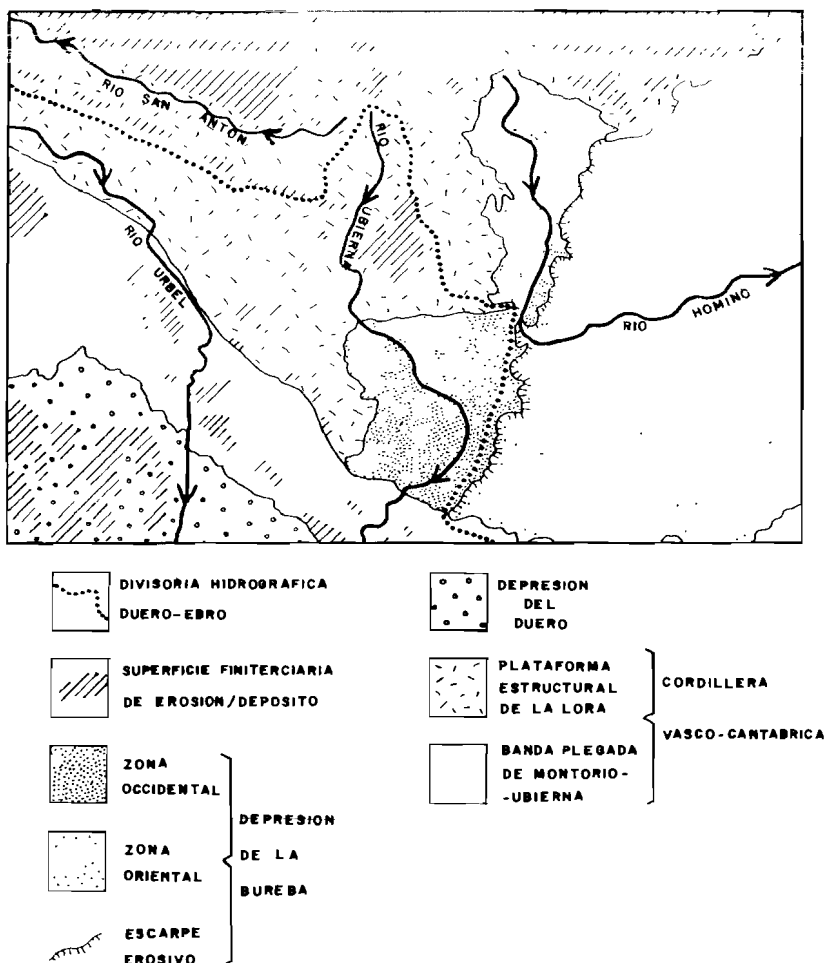 RIO SAN ANTON
RIO UBIERNA
RIO URBEL
RIO HOMINO
DIVISORIA HIDROGRAFICA
DUERO-EBRO
SUPERFICIE FINITERCIARIA
DE EROSION/DEPOSITO
ZONA
OCCIDENTAL
ZONA
ORIENTAL
ESCARPE
EROSIVO
DEPRESION
DE LA
BUREBA
DEPRESION
DEL
DUERO
PLATAFORMA
ESTRUCTURAL
DE LA LORA
BANDA PLEGADA
DE MONTORIO-
-UBIERNA
CORDILLERA
VASCO-CANTABRICA